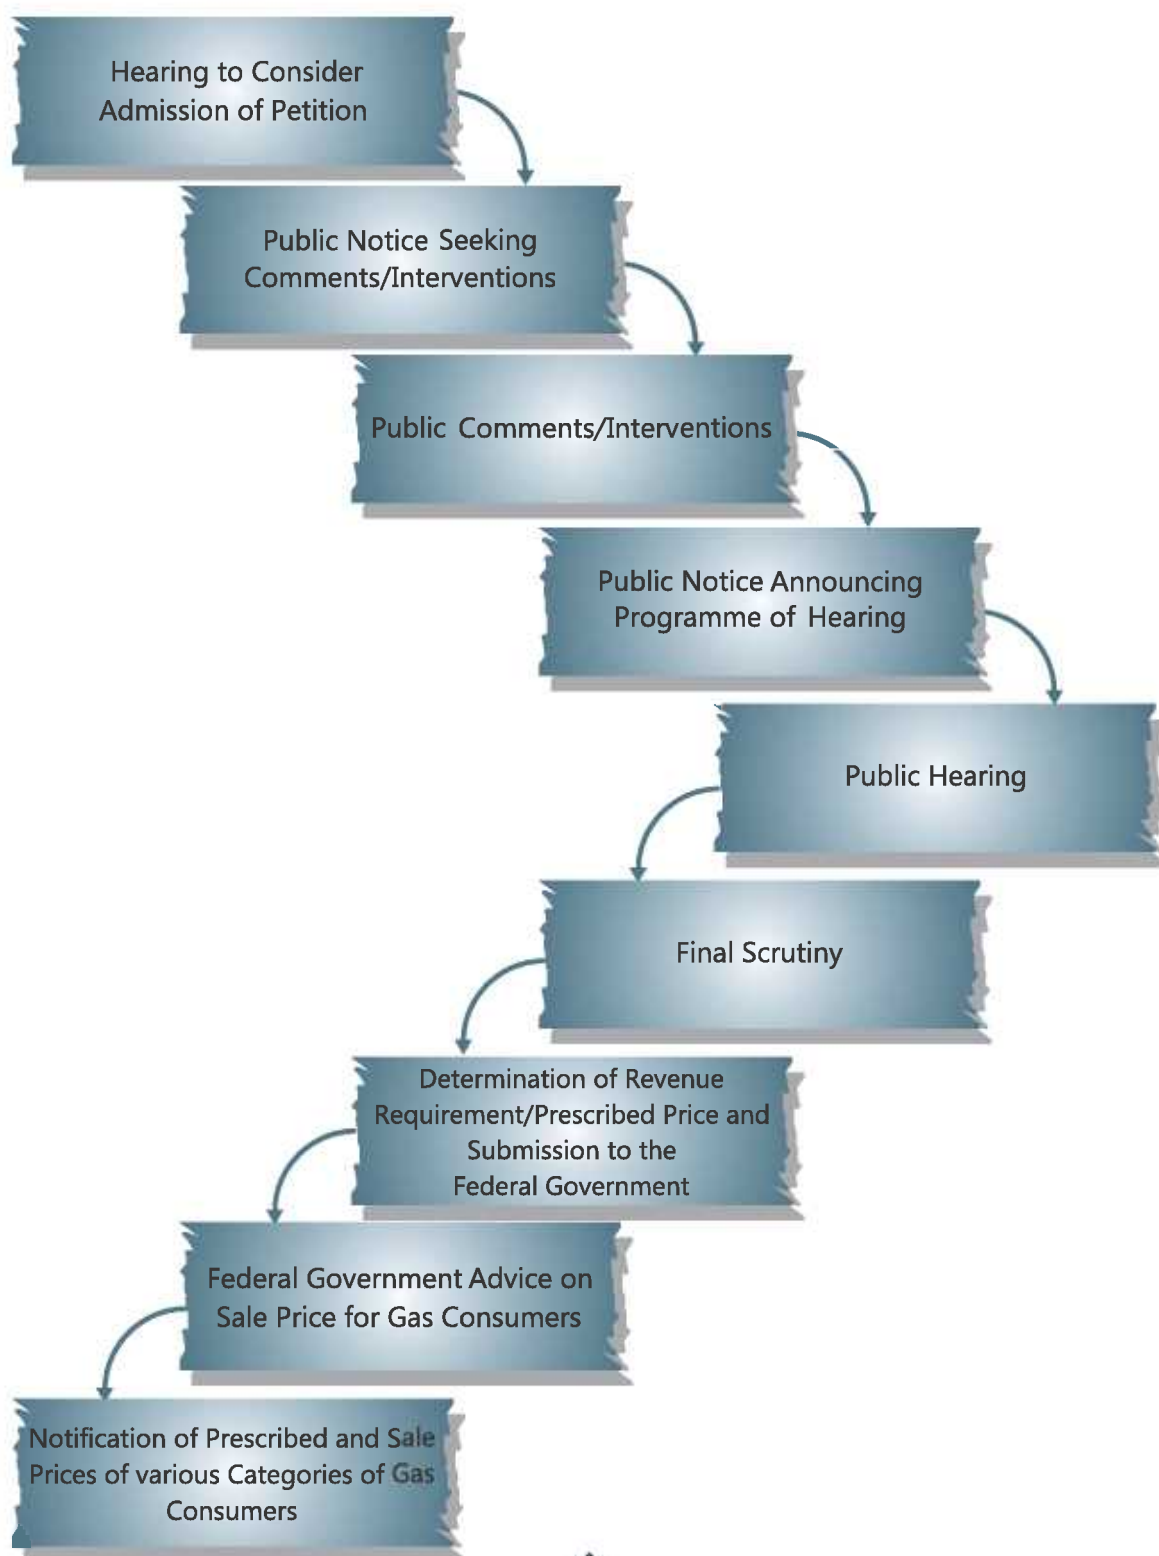 Hearing to Consider
Admission of Petition
Public Notice Seeking
Comments/Interventions
Public Comments/Interventions
Public Notice Announcing
Programme of Hearing
Public Hearing
Final Scrutiny
Determination of Revenue
Requirement/Prescribed Price and
Submission to the
Federal Government
Federal Government Advice on
Sale Price for Gas Consumers
Notification of Prescribed and Sale
Prices of various Categories of Gas
Consumers